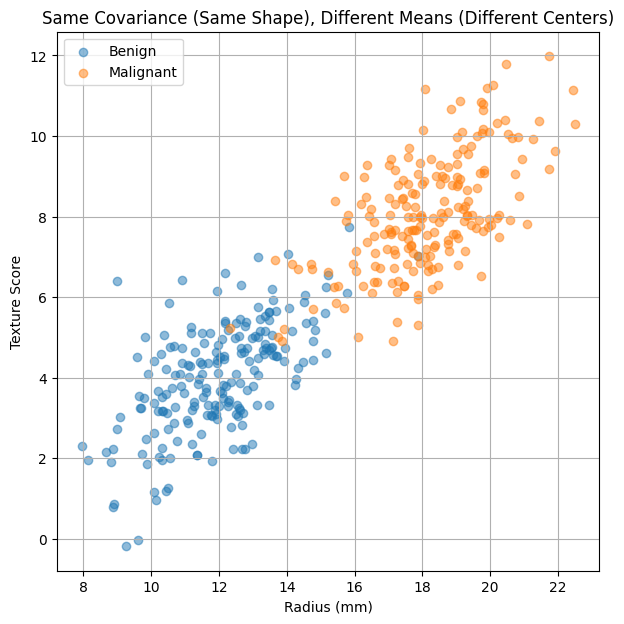 Same Covariance (Same Shape), Different Means (Different Centers)
Benign
Malignant
12
10
8
6
4
2
0
Texture Score
8 10 12 14 16 18 20 22
Radius (mm)